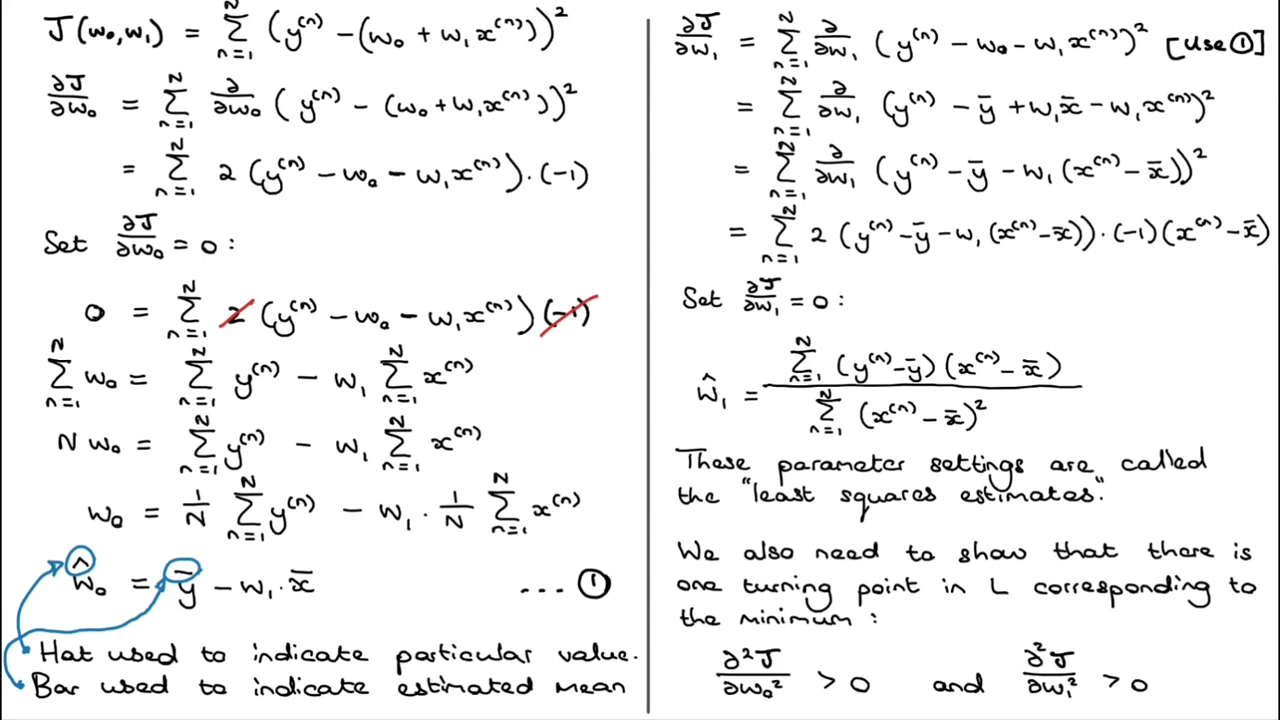 J(w₀,w₁) = Σₙ₌₁ᴺ (y⁽ⁿ⁾ − (w₀ + w₁x⁽ⁿ⁾))²
∂J/∂w₀ = Σₙ₌₁ᴺ ∂/∂w₀ (y⁽ⁿ⁾ − (w₀ + w₁x⁽ⁿ⁾))²
= Σₙ₌₁ᴺ 2 (y⁽ⁿ⁾ − w₀ − w₁x⁽ⁿ⁾)·(−1)
Set ∂J/∂w₀ = 0 :
0 = Σₙ₌₁ᴺ 2 (y⁽ⁿ⁾ − w₀ − w₁x⁽ⁿ⁾)(−1)
Σₙ₌₁ᴺ w₀ = Σₙ₌₁ᴺ y⁽ⁿ⁾ − w₁ Σₙ₌₁ᴺ x⁽ⁿ⁾
N w₀ = Σₙ₌₁ᴺ y⁽ⁿ⁾ − w₁ Σₙ₌₁ᴺ x⁽ⁿ⁾
w₀ = 1/N Σₙ₌₁ᴺ y⁽ⁿ⁾ − w₁ · 1/N Σₙ₌₁ᴺ x⁽ⁿ⁾
ŵ₀ = ȳ − w₁·x̄ ... ①
Hat used to indicate particular value.
Bar used to indicate estimated mean
∂J/∂w₁ = Σₙ₌₁ᴺ ∂/∂w₁ (y⁽ⁿ⁾ − w₀ − w₁x⁽ⁿ⁾)² [Use ①]
= Σₙ₌₁ᴺ ∂/∂w₁ (y⁽ⁿ⁾ − ȳ + w₁x̄ − w₁x⁽ⁿ⁾)²
= Σₙ₌₁ᴺ ∂/∂w₁ (y⁽ⁿ⁾ − ȳ − w₁(x⁽ⁿ⁾ − x̄))²
= Σₙ₌₁ᴺ 2 (y⁽ⁿ⁾ − ȳ − w₁(x⁽ⁿ⁾ − x̄))·(−1)(x⁽ⁿ⁾ − x̄)
Set ∂J/∂w₁ = 0 :
ŵ₁ = Σₙ₌₁ᴺ (y⁽ⁿ⁾ − ȳ)(x⁽ⁿ⁾ − x̄) / Σₙ₌₁ᴺ (x⁽ⁿ⁾ − x̄)²
These parameter settings are called
the "least squares estimates."
We also need to show that there is
one turning point in L corresponding to
the minimum :
∂²J/∂w₀² > 0 and ∂²J/∂w₁² > 0